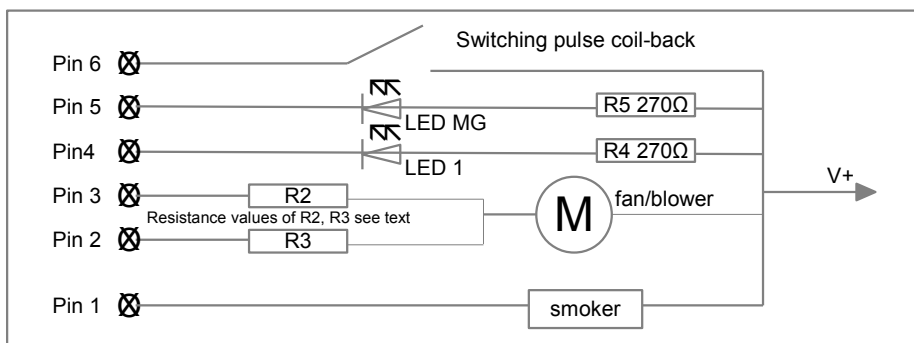 Switching pulse coil-back
Pin 6
Pin 5
R5 270Ω
LED MG
Pin4
R4 270Ω
LED 1
V+
Pin 3
R2
fan/blower
M
Resistance values of R2, R3 see text
Pin 2
R3
Pin 1
smoker